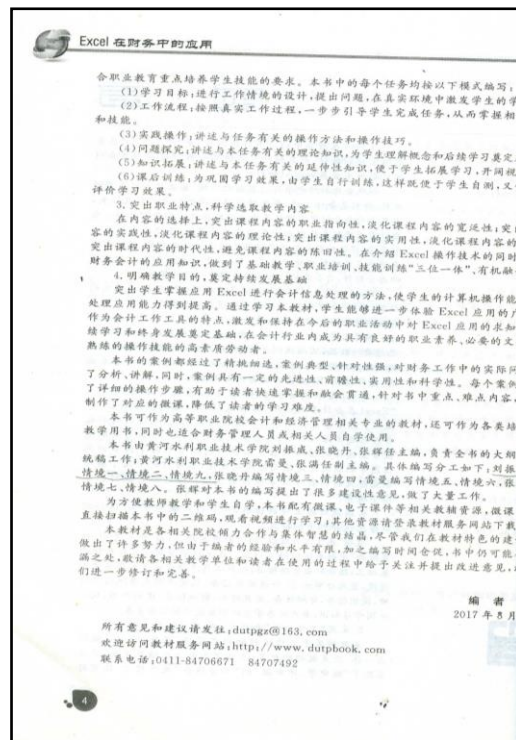 Excel 在财务中的应用
合职业教育重点培养学生技能的要求。本书中的每个任务均按以下模式编写:
(1)学习目标:进行工作情境的设计,提出问题,在真实环境中激发学生的学
(2)工作流程:按照真实工作过程,一步步引导学生完成任务,从而掌握相
和技能。
(3)实践操作:讲述与任务有关的操作方法和操作技巧。
(4)问题探究:讲述与本任务有关的理论知识,为学生理解概念和后续学习奠定
(5)知识拓展:讲述与本任务有关的延伸性知识,便于学生拓展学习,开阔视
(6)课后训练:为巩固学习效果,由学生自行训练,这样既便于学生自测,又
评价学习效果。
3.突出职业特点,科学选取教学内容
在内容的选择上,突出课程内容的职业指向性,淡化课程内容的宽泛性;突出
容的实践性,淡化课程内容的理论性;突出课程内容的实用性,淡化课程内容的
突出课程内容的时代性,避免课程内容的陈旧性。在介绍 Excel 操作技术的同时
财务会计的应用知识,做到了基础教学、职业培训、技能训练“三位一体”、有机融
4.明确教学目的,奠定持续发展基础
突出学生掌握应用 Excel 进行会计信息处理的方法,使学生的计算机操作能
处理应用能力得到提高。通过学习本教材,学生能够进一步体验 Excel 应用的广
作为会计工作工具的特点,激发和保持在今后的职业活动中对 Excel 应用的求知
续学习和终身发展奠定基础,在会计行业内成为具有良好的职业素养、必要的文
熟练的操作技能的高素质劳动者。
本书的案例都经过了精挑细选,案例典型、针对性强,对财务工作中的实际问
了分析、讲解,同时,案例具有一定的先进性、前瞻性、实用性和科学性。每个案例
了详细的操作步骤,有助于读者快速掌握和融会贯通,针对书中重点、难点内容,
制作了对应的微课,降低了读者的学习难度。
本书可作为高等职业院校会计和经济管理相关专业的教材,还可作为各类培
教学用书,同时也适合财务管理人员或相关人员自学使用。
本书由黄河水利职业技术学院刘振威、张晓丹、张辉任主编,负责全书的大纲
统稿工作;黄河水利职业技术学院雷曼、张满任副主编。具体编写分工如下:刘振
情境一、情境二、情境九,张晓丹编写情境三、情境四,雷曼编写情境五、情境六,张
情境七、情境八。张辉对本书的编写提出了很多建设性意见,做了大量工作。
为方便教师教学和学生自学,本书配有微课、电子课件等相关教辅资源,微课
直接扫描本书中的二维码,观看视频进行学习;其他资源请登录教材服务网站下载
本教材是各相关院校倾力合作与集体智慧的结晶,尽管我们在教材特色的建
做出了许多努力,但由于编者的经验和水平有限,加之编写时间仓促,书中仍可能
漏之处,敬请各相关教学单位和读者在使用的过程中给予关注并提出改进意见,
们进一步修订和完善。
编 者
2017 年 8 月
所有意见和建议请发往:dutpgz@163.com
欢迎访问教材服务网站:http://www.dutpbook.com
联系电话:0411-84706671 84707492
4